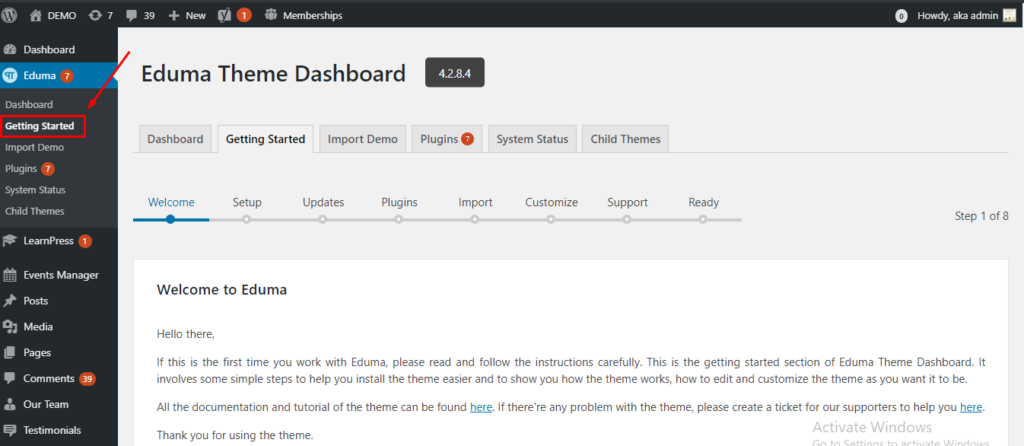 DEMO 7 39 New 1 Memberships 0 Howdy, aka admin
Dashboard
Eduma 7
Dashboard
Getting Started
Import Demo
Plugins 7
System Status
Child Themes
LearnPress 1
Events Manager
Posts
Media
Pages
Comments 39
Our Team
Testimonials
Eduma Theme Dashboard 4.2.8.4
Dashboard Getting Started Import Demo Plugins 7 System Status Child Themes
Welcome Setup Updates Plugins Import Customize Support Ready
Step 1 of 8
Welcome to Eduma
Hello there,
If this is the first time you work with Eduma, please read and follow the instructions carefully. This is the getting started section of Eduma Theme Dashboard. It
involves some simple steps to help you install the theme easier and to show you how the theme works, how to edit and customize the theme as you want it to be.
All the documentation and tutorial of the theme can be found here. If there're any problem with the theme, please create a ticket for our supporters to help you here.
Thank you for using the theme.
Activate Windows
Go to Settings to activate Windows.